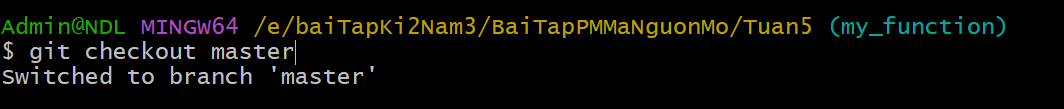 Admin@NDL MINGW64 /e/baiTapKi2Nam3/BaiTapPMMaNguonMo/Tuan5 (my_function)
$ git checkout master
Switched to branch 'master'